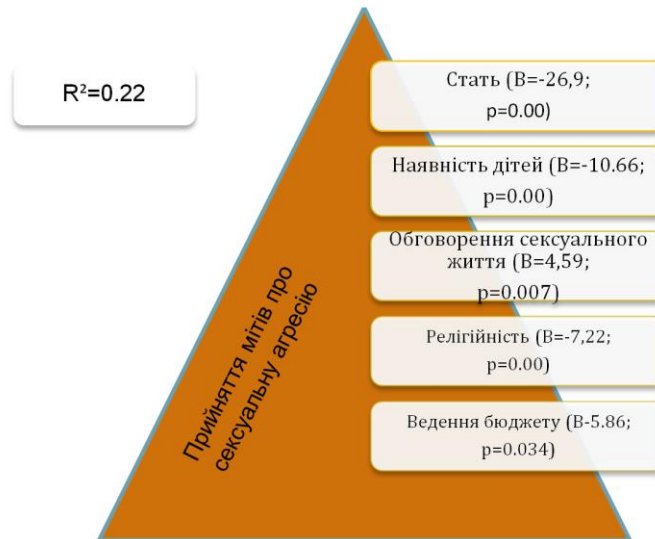 R²=0.22
Стать (B=-26,9;
p=0.00)
Наявність дітей (B=-10.66;
p=0.00)
Обговорення сексуального
життя (B=4,59;
p=0.007)
Релігійність (B=-7,22;
p=0.00)
Ведення бюджету (B-5.86;
p=0.034)
Прийняття мітів про
сексуальну агресію